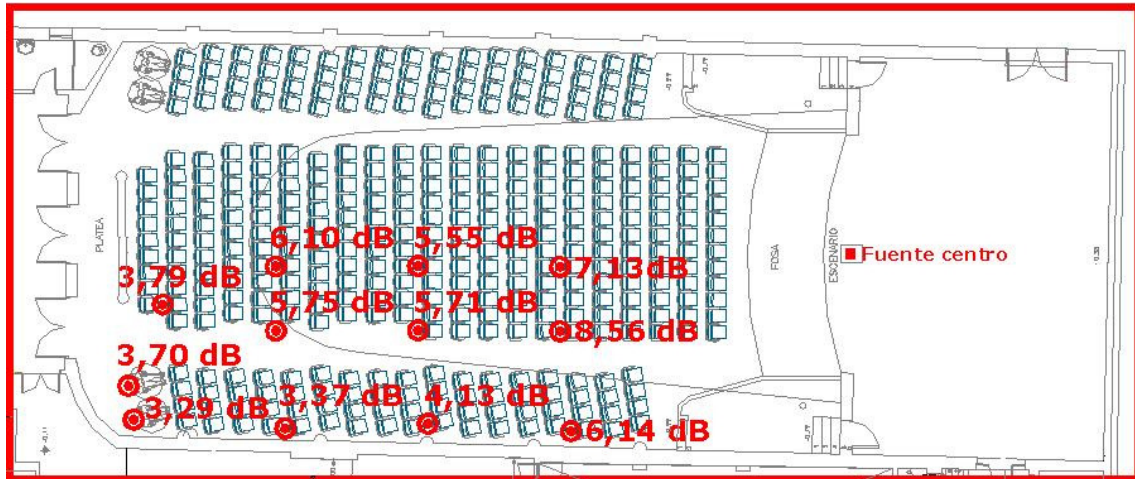 PLATEA
FOSA
ESCENARIO
Fuente centro
6,10 dB
5,55 dB
7,13dB
3,79 dB
5,75 dB
5,71 dB
8,56 dB
3,70 dB
3,29 dB
3,37 dB
4,13 dB
6,14 dB